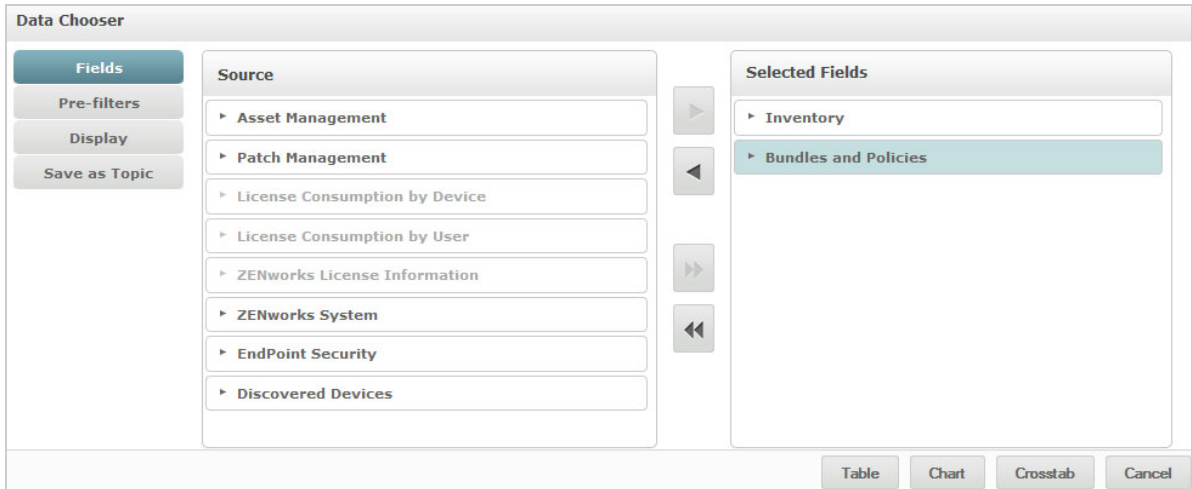 Data Chooser
Fields
Pre-filters
Display
Save as Topic
Source
Asset Management
Patch Management
License Consumption by Device
License Consumption by User
ZENworks License Information
ZENworks System
EndPoint Security
Discovered Devices
Selected Fields
Inventory
Bundles and Policies
Table
Chart
Crosstab
Cancel